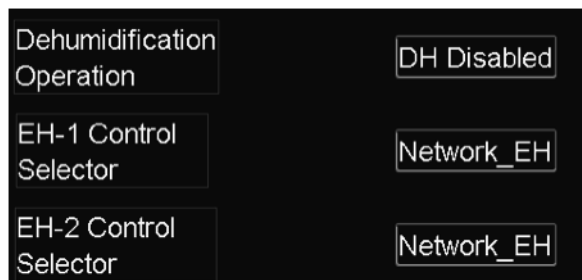 Dehumidification
Operation
DH Disabled
EH-1 Control
Selector
Network_EH
EH-2 Control
Selector
Network_EH